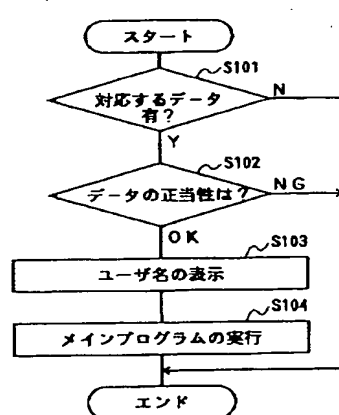 スタート
S101
対応するデータ
有?
N
Y
S102
データの正当性は?
NG
OK
S103
ユーザ名の表示
S104
メインプログラムの実行
エンド